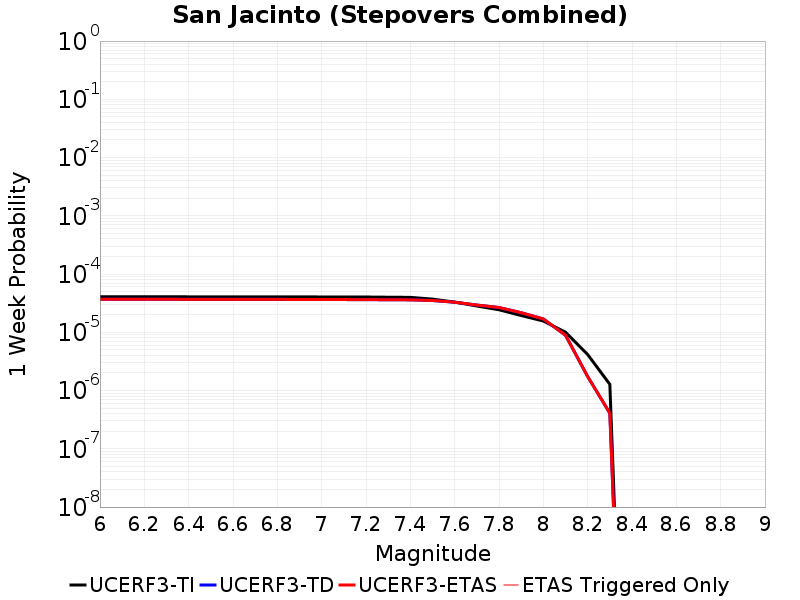 San Jacinto (Stepovers Combined)
1 Week Probability
10^0
10^-1
10^-2
10^-3
10^-4
10^-5
10^-6
10^-7
10^-8
6 6.2 6.4 6.6 6.8 7 7.2 7.4 7.6 7.8 8 8.2 8.4 8.6 8.8 9
Magnitude
UCERF3-TI UCERF3-TD UCERF3-ETAS ETAS Triggered Only